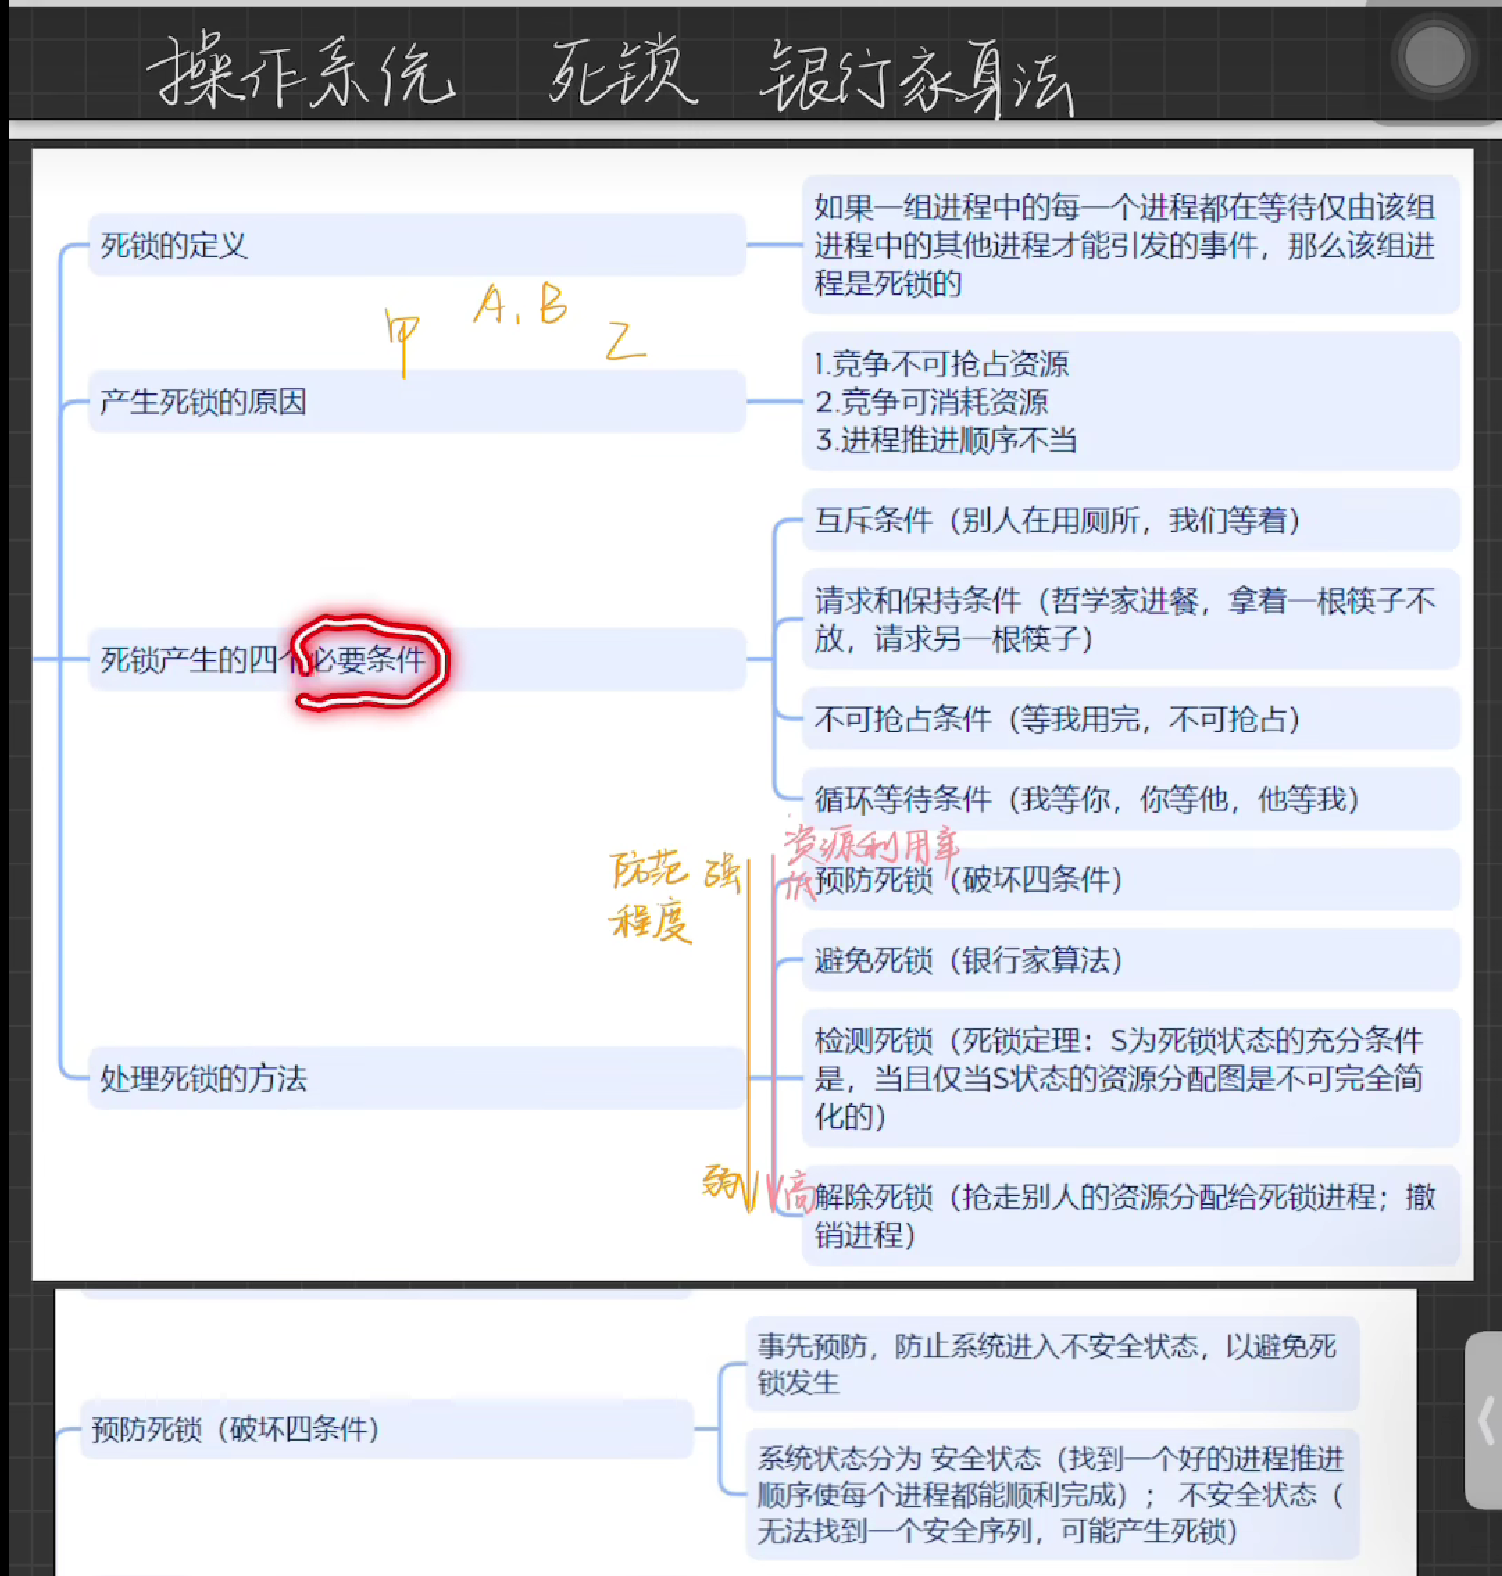 操作系统 死锁 银行家算法
死锁的定义
如果一组进程中的每一个进程都在等待仅由该组
进程中的其他进程才能引发的事件，那么该组进
程是死锁的
甲 A、B 乙
产生死锁的原因
1.竞争不可抢占资源
2.竞争可消耗资源
3.进程推进顺序不当
死锁产生的四个必要条件
互斥条件（别人在用厕所，我们等着）
请求和保持条件（哲学家进餐，拿着一根筷子不
放，请求另一根筷子）
不可抢占条件（等我用完，不可抢占）
循环等待条件（我等你，你等他，他等我）
处理死锁的方法
防范 强
程度
弱
资源利用率
低
高
预防死锁（破坏四条件）
避免死锁（银行家算法）
检测死锁（死锁定理：S为死锁状态的充分条件
是，当且仅当S状态的资源分配图是不可完全简
化的）
解除死锁（抢走别人的资源分配给死锁进程；撤
销进程）
预防死锁（破坏四条件）
事先预防，防止系统进入不安全状态，以避免死
锁发生
系统状态分为 安全状态（找到一个好的进程推进
顺序使每个进程都能顺利完成）； 不安全状态（
无法找到一个安全序列，可能产生死锁）